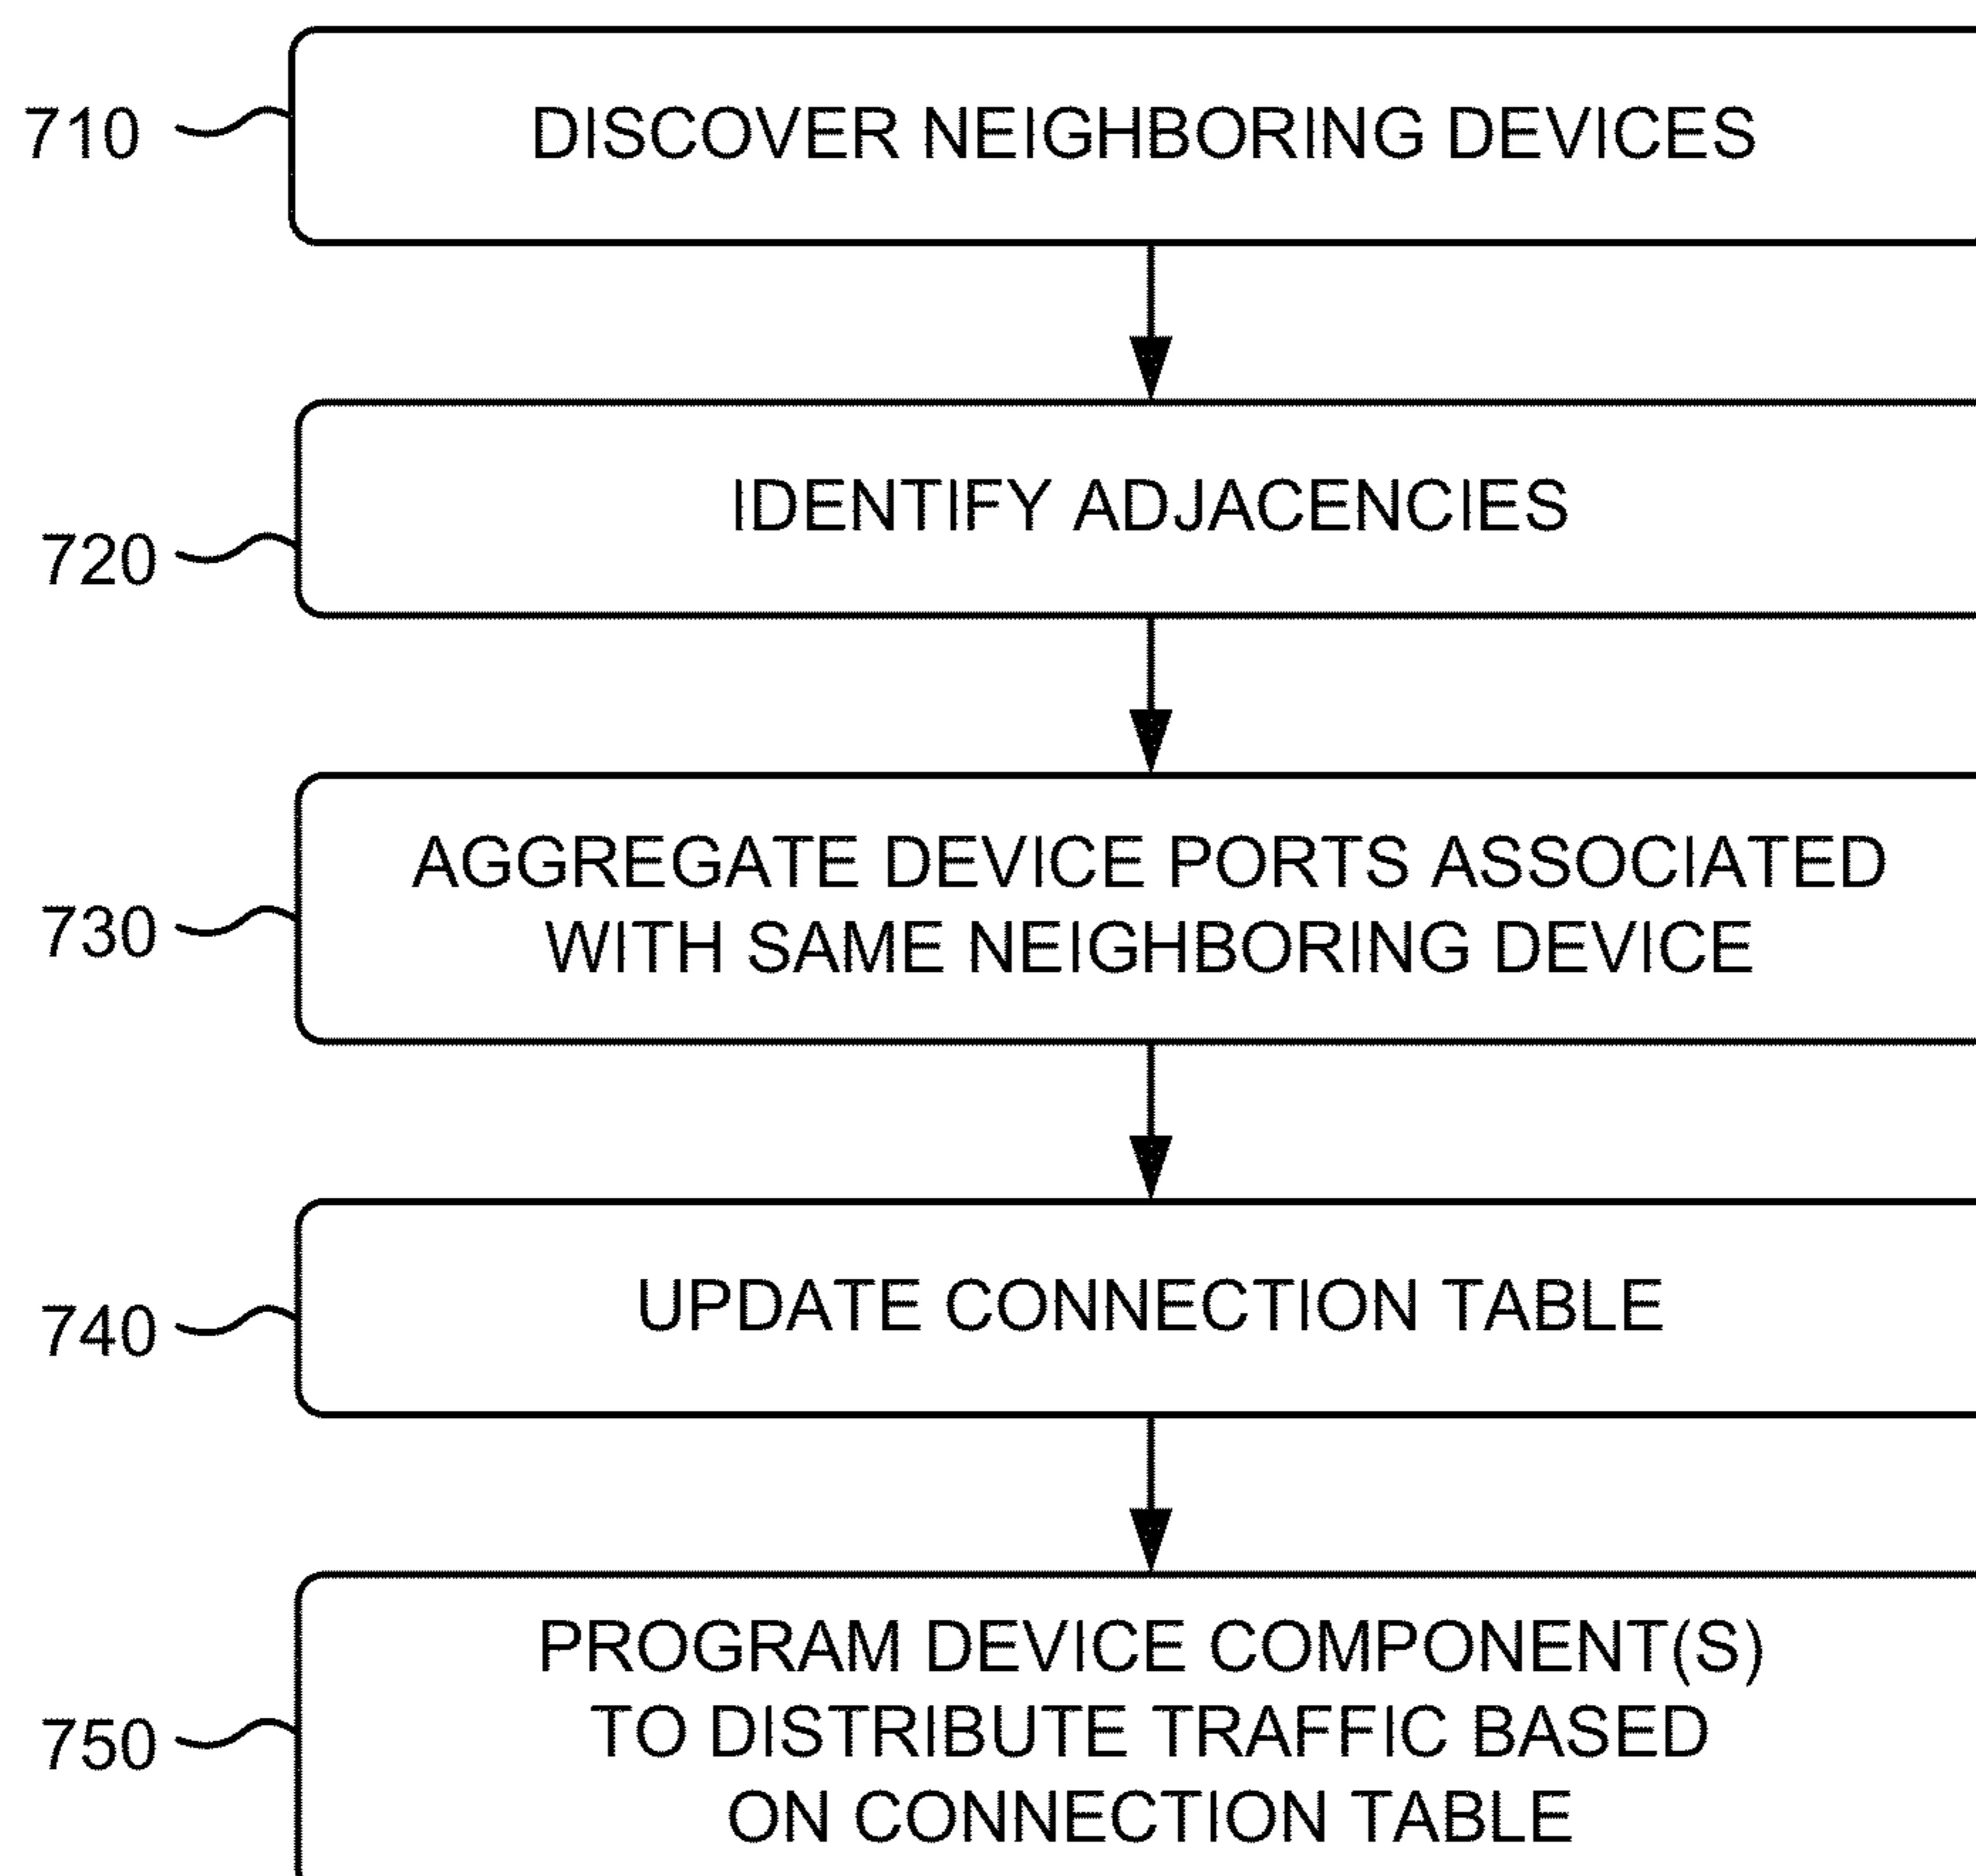 710
DISCOVER NEIGHBORING DEVICES
720
IDENTIFY ADJACENCIES
730
AGGREGATE DEVICE PORTS ASSOCIATED
WITH SAME NEIGHBORING DEVICE
740
UPDATE CONNECTION TABLE
750
PROGRAM DEVICE COMPONENT(S)
TO DISTRIBUTE TRAFFIC BASED
ON CONNECTION TABLE